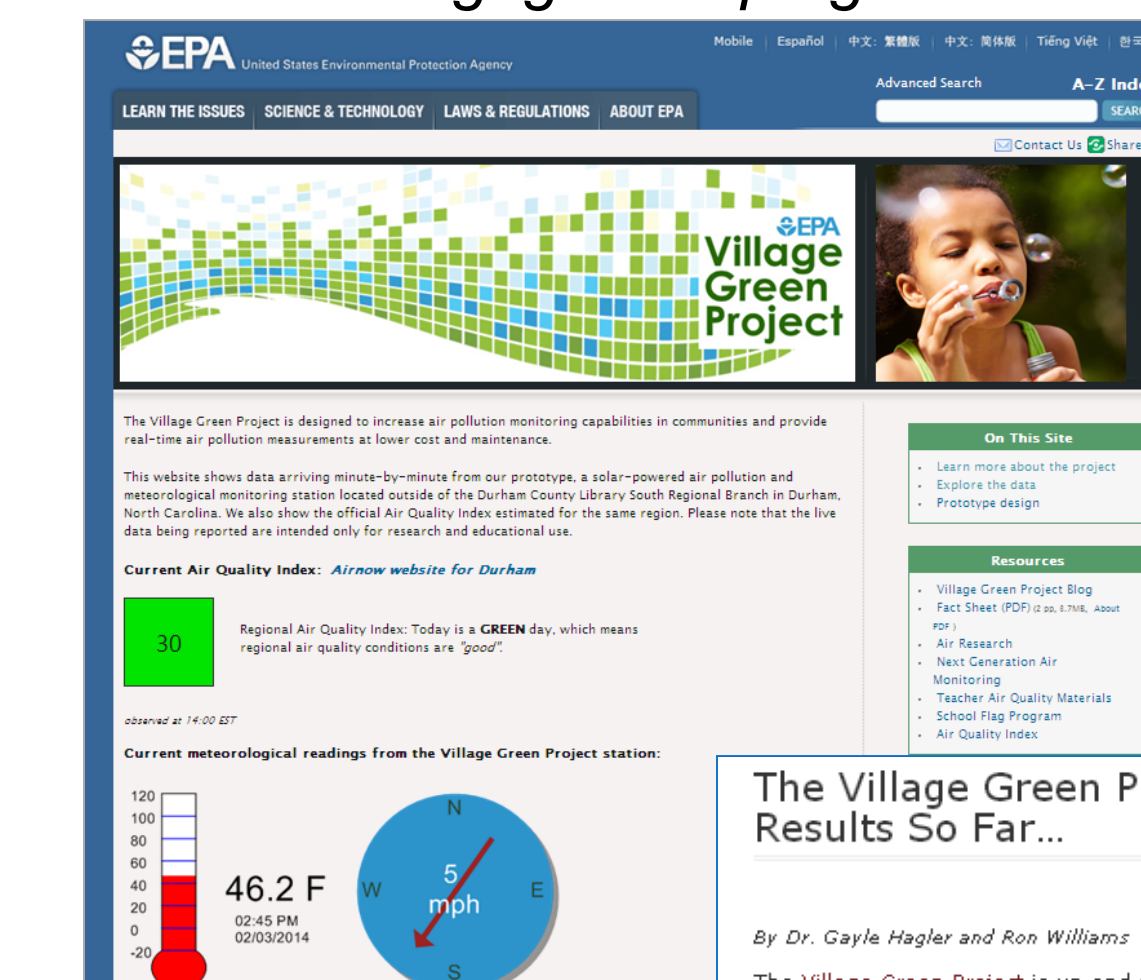 EPA United States Environmental Protection Agency
Mobile | Español | 中文: 繁體版 | 中文: 简体版 | Tiếng Việt | 한국
Advanced Search
A-Z Inde
SEAR
LEARN THE ISSUES
SCIENCE & TECHNOLOGY
LAWS & REGULATIONS
ABOUT EPA
Contact Us Share
EPA
Village
Green
Project
The Village Green Project is designed to increase air pollution monitoring capabilities in communities and provide
real-time air pollution measurements at lower cost and maintenance.
This website shows data arriving minute-by-minute from our prototype, a solar-powered air pollution and
meteorological monitoring station located outside of the Durham County Library South Regional Branch in Durham,
North Carolina. We also show the official Air Quality Index estimated for the same region. Please note that the live
data being reported are intended only for research and educational use.
Current Air Quality Index: Airnow website for Durham
30
Regional Air Quality Index: Today is a GREEN day, which means
regional air quality conditions are "good".
observed at 14:00 EST
Current meteorological readings from the Village Green Project station:
120
100
80
60
40
20
0
-20
46.2 F
02:45 PM
02/03/2014
N
W
5
mph
E
S
On This Site
Learn more about the project
Explore the data
Prototype design
Resources
Village Green Project Blog
Fact Sheet (PDF) (2 pp, 8.7MB, About
PDF )
Air Research
Next Generation Air
Monitoring
Teacher Air Quality Materials
School Flag Program
Air Quality Index
The Village Green P
Results So Far...
By Dr. Gayle Hagler and Ron Williams
The Village Green Project is up and